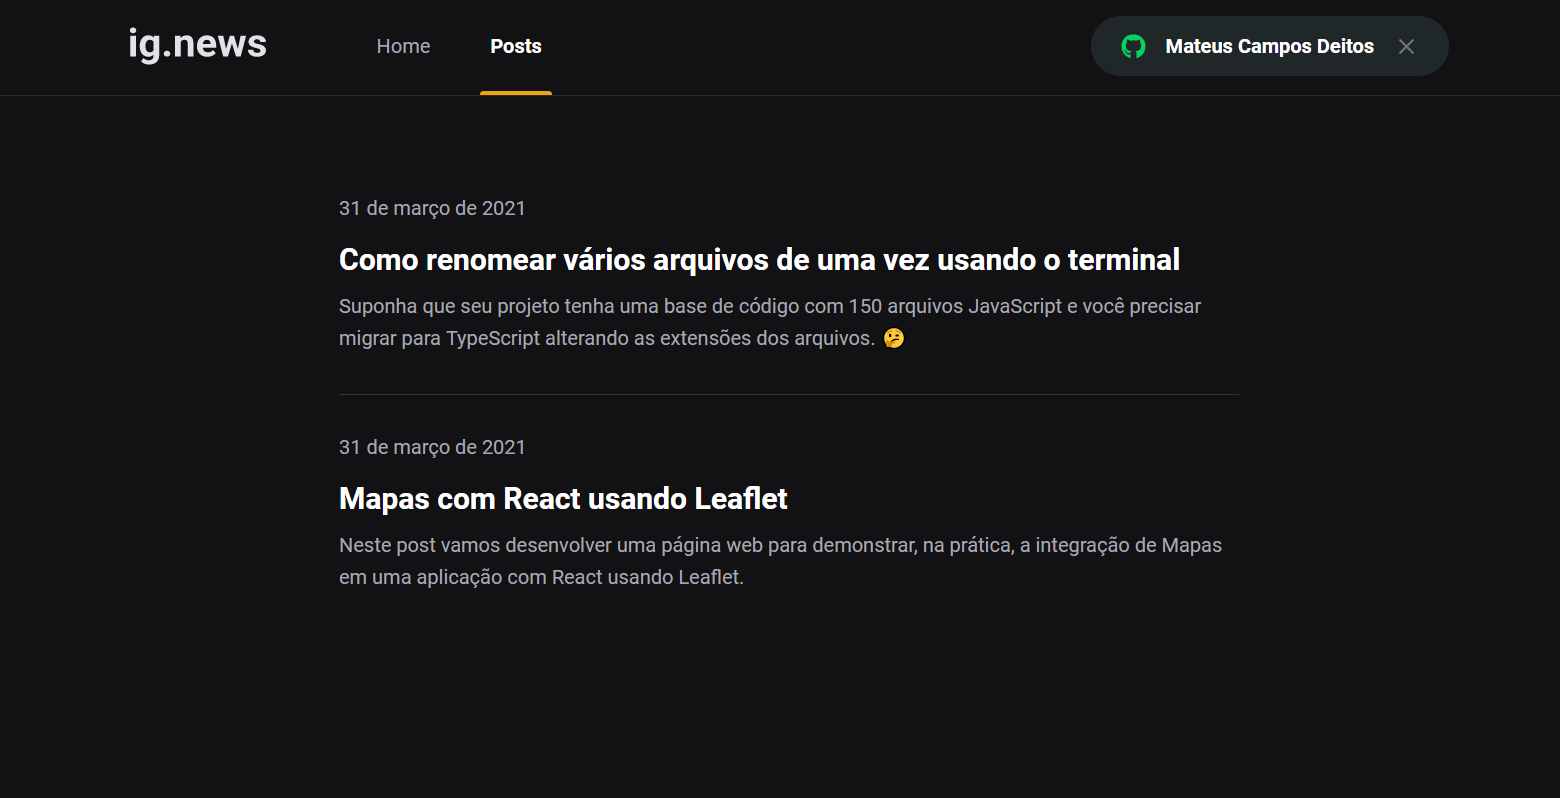 ig.news
Home
Posts
Mateus Campos Deitos
31 de março de 2021
Como renomear vários arquivos de uma vez usando o terminal
Suponha que seu projeto tenha uma base de código com 150 arquivos JavaScript e você precisar
migrar para TypeScript alterando as extensões dos arquivos. 🤔
31 de março de 2021
Mapas com React usando Leaflet
Neste post vamos desenvolver uma página web para demonstrar, na prática, a integração de Mapas
em uma aplicação com React usando Leaflet.